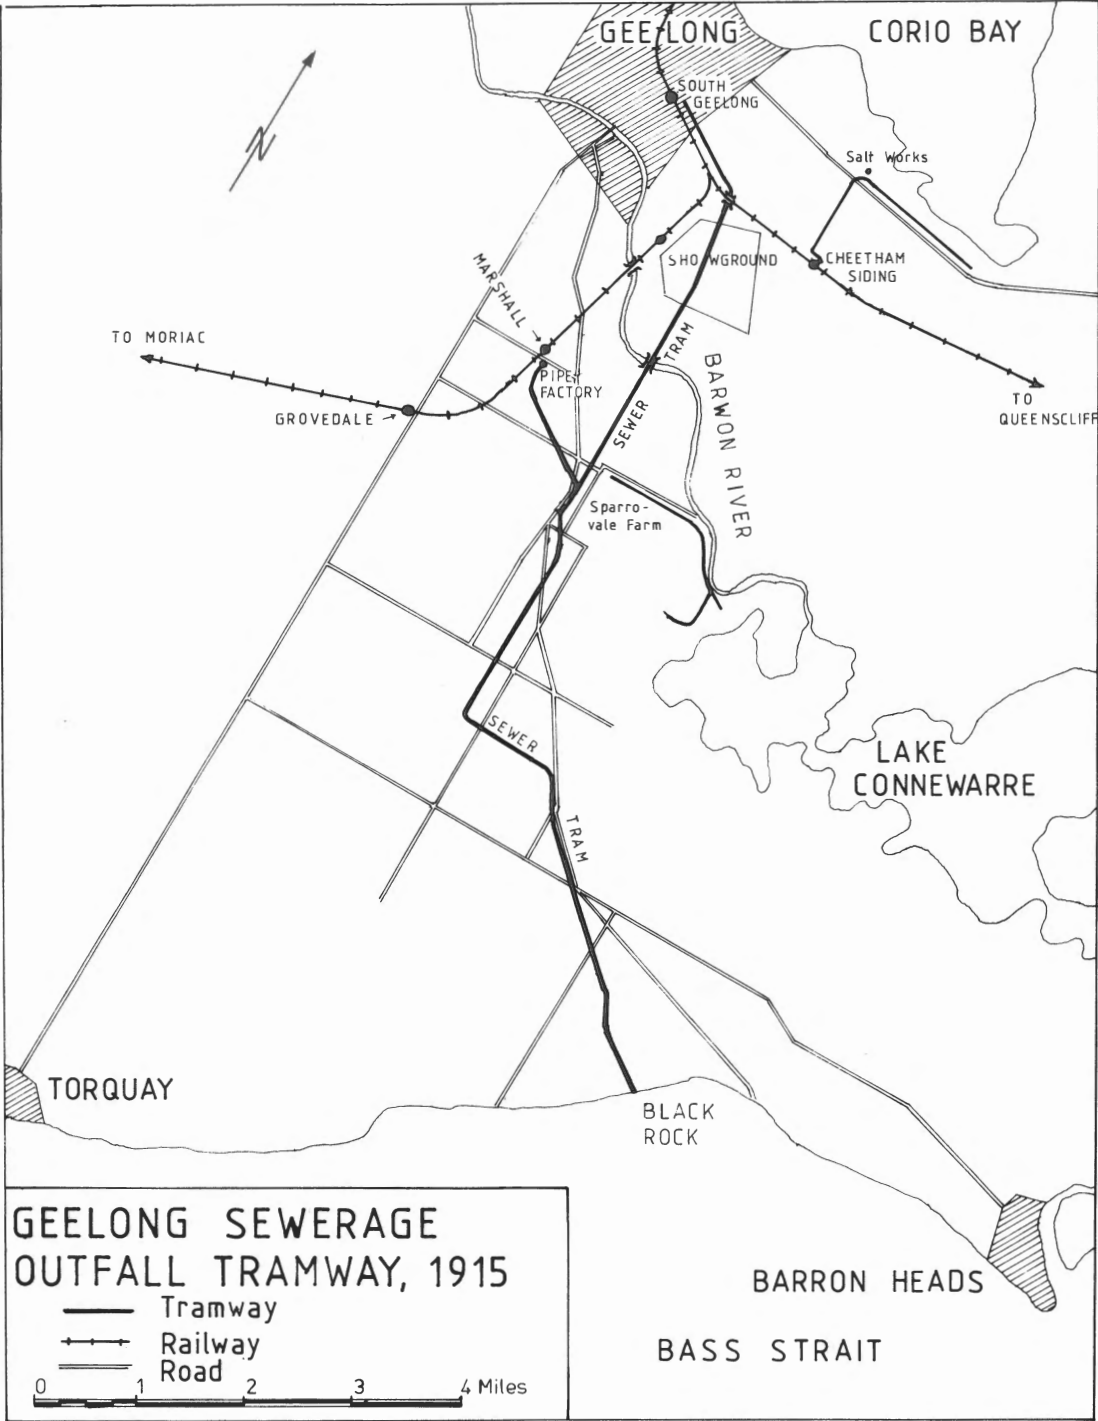 GEELONG
CORIO BAY
SOUTH
GEELONG
Salt Works
N
SHOWGROUND
CHEETHAM
SIDING
MARSHALL
TO MORIAC
PIPE
FACTORY
TRAM
SEWER
BARWON RIVER
TO
QUEENSCLIFF
GROVEDALE
Sparro-
vale Farm
SEWER
TRAM
LAKE
CONNEWARRE
TORQUAY
BLACK
ROCK
BARRON HEADS
BASS STRAIT
GEELONG SEWERAGE
OUTFALL TRAMWAY, 1915
Tramway
Railway
Road
0 1 2 3 4 Miles